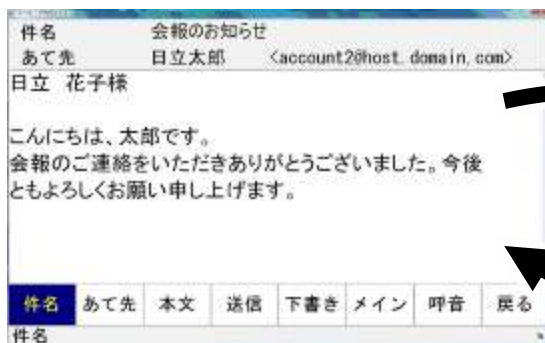 件名 会報のお知らせ
あて先 日立太郎 <account2@host.domain.com>
日立 花子様
こんにちは、太郎です。
会報のご連絡をいただきありがとうございました。今後
ともよろしくお願い申し上げます。
件名 あて先 本文 送信 下書き メイン 呼音 戻る
件名